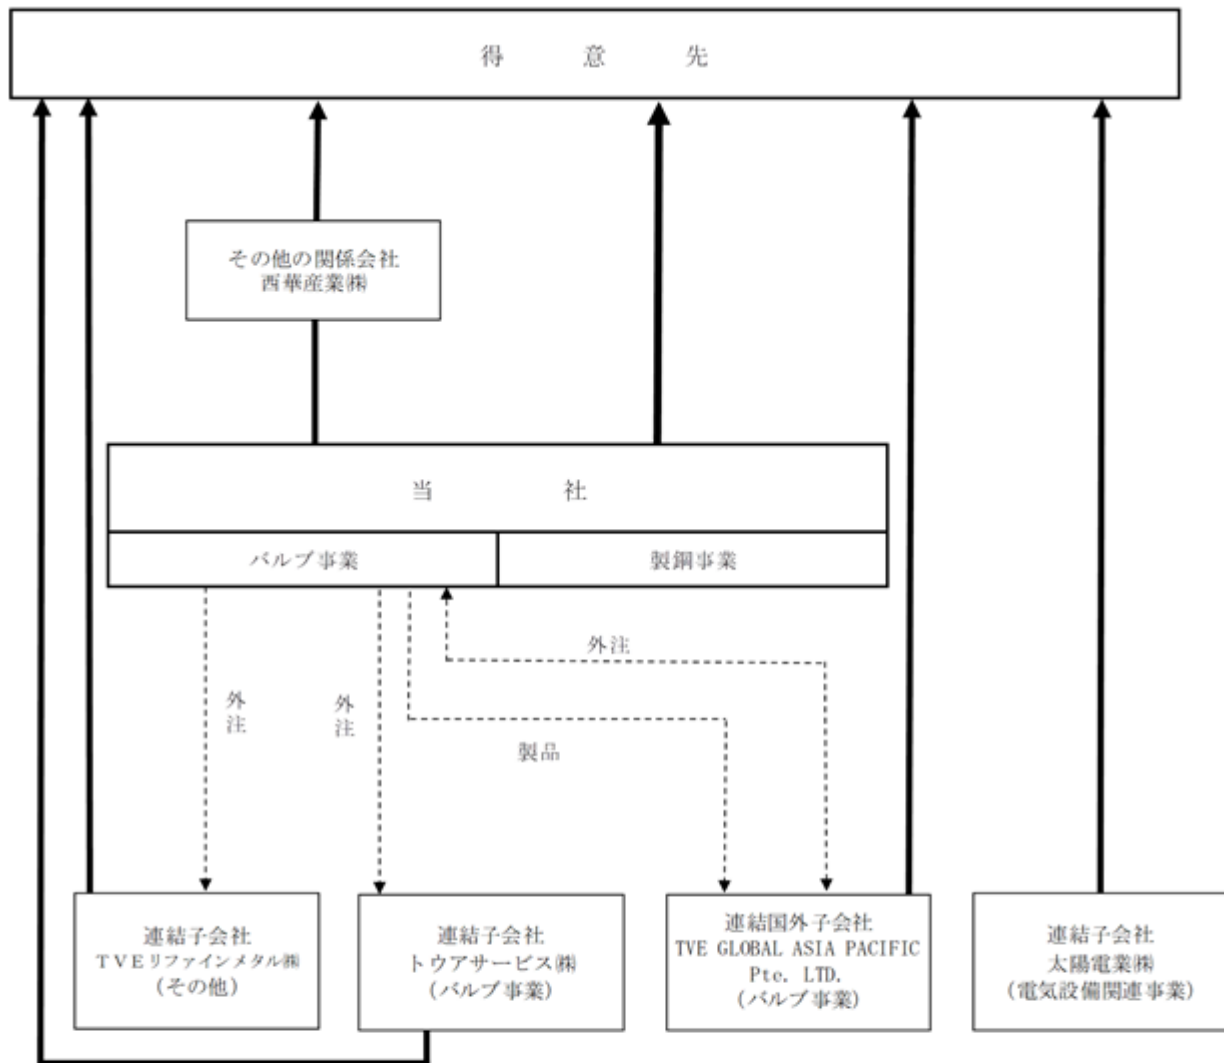 得意先
その他の関係会社
西華産業㈱
当社
バルブ事業
製鋼事業
外注
外注
外注
製品
連結子会社
TVEリファインメタル㈱
(その他)
連結子会社
トウアサービス㈱
(バルブ事業)
連結国外子会社
TVE GLOBAL ASIA PACIFIC
Pte. LTD.
(バルブ事業)
連結子会社
太陽電業㈱
(電気設備関連事業)